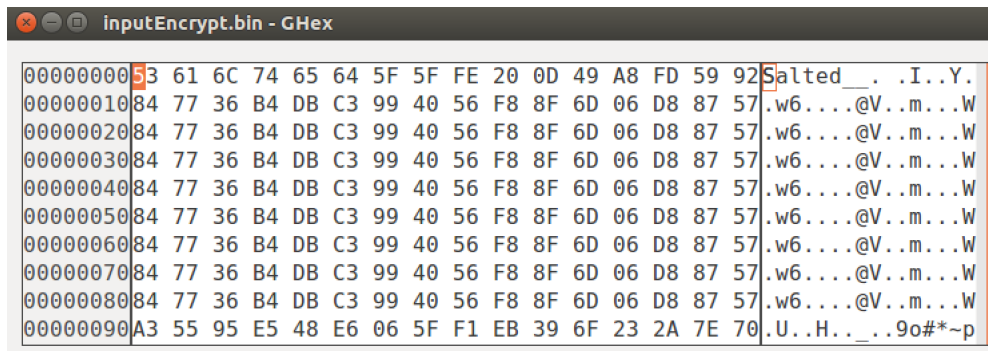 inputEncrypt.bin - GHex
00000000 53 61 6C 74 65 64 5F 5F FE 20 0D 49 A8 FD 59 92 Salted__. .I..Y.
00000010 84 77 36 B4 DB C3 99 40 56 F8 8F 6D 06 D8 87 57 .w6....@V..m...W
00000020 84 77 36 B4 DB C3 99 40 56 F8 8F 6D 06 D8 87 57 .w6....@V..m...W
00000030 84 77 36 B4 DB C3 99 40 56 F8 8F 6D 06 D8 87 57 .w6....@V..m...W
00000040 84 77 36 B4 DB C3 99 40 56 F8 8F 6D 06 D8 87 57 .w6....@V..m...W
00000050 84 77 36 B4 DB C3 99 40 56 F8 8F 6D 06 D8 87 57 .w6....@V..m...W
00000060 84 77 36 B4 DB C3 99 40 56 F8 8F 6D 06 D8 87 57 .w6....@V..m...W
00000070 84 77 36 B4 DB C3 99 40 56 F8 8F 6D 06 D8 87 57 .w6....@V..m...W
00000080 84 77 36 B4 DB C3 99 40 56 F8 8F 6D 06 D8 87 57 .w6....@V..m...W
00000090 A3 55 95 E5 48 E6 06 5F F1 EB 39 6F 23 2A 7E 70 .U..H.._..9o#*~p